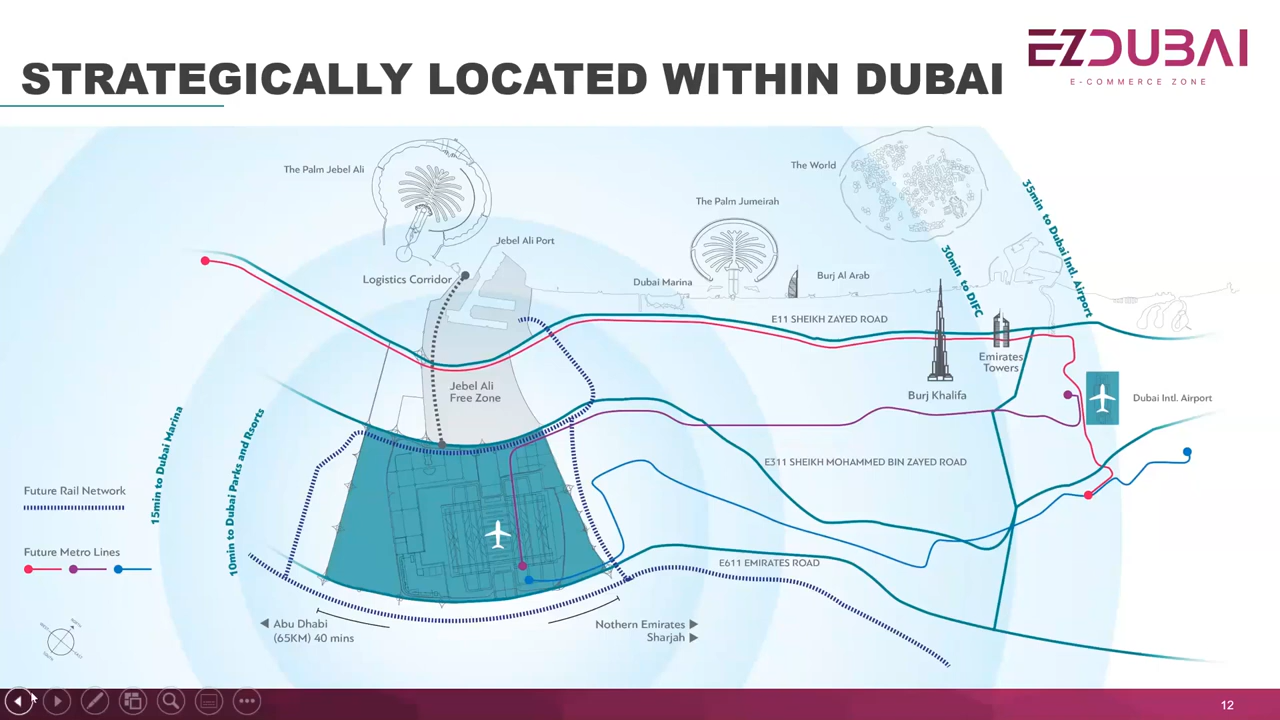 STRATEGICALLY LOCATED WITHIN DUBAI
EZDUBAI
E-COMMERCE ZONE
The Palm Jebel Ali
The World
The Palm Jumeirah
Jebel Ali Port
Logistics Corridor
Dubai Marina
Burj Al Arab
30min to DIFC
35min to Dubai Intl. Airport
E11 SHEIKH ZAYED ROAD
Emirates
Towers
Jebel Ali
Free Zone
Burj Khalifa
Dubai Intl. Airport
15min to Dubai Marina
10min to Dubai Parks and Rsorts
E311 SHEIKH MOHAMMED BIN ZAYED ROAD
Future Rail Network
Future Metro Lines
E611 EMIRATES ROAD
Abu Dhabi
(65KM) 40 mins
Nothern Emirates
Sharjah
12